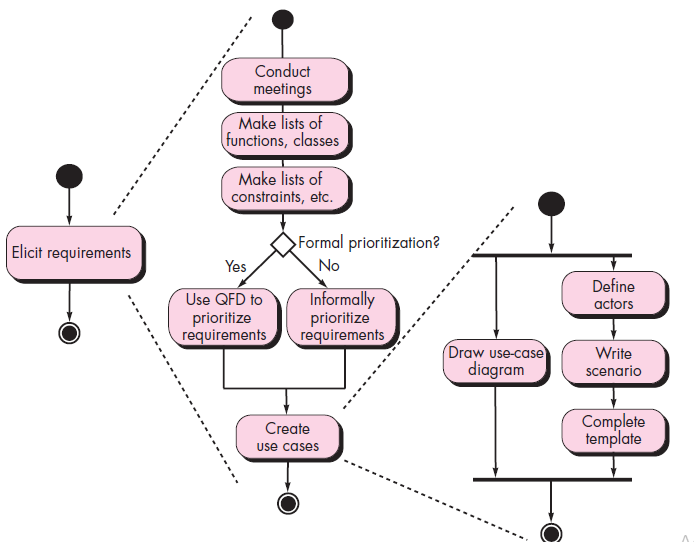 Conduct
meetings
Make lists of
functions, classes
Make lists of
constraints, etc.
Elicit requirements
Formal prioritization?
Yes
No
Use QFD to
prioritize
requirements
Informally
prioritize
requirements
Create
use cases
Define
actors
Draw use-case
diagram
Write
scenario
Complete
template